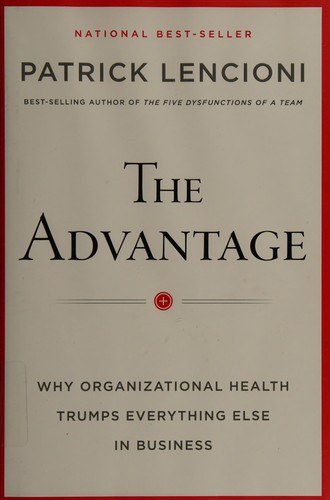 NATIONAL BEST-SELLER
PATRICK LENCIONI
BEST-SELLING AUTHOR OF THE FIVE DYSFUNCTIONS OF A TEAM
THE
ADVANTAGE
WHY ORGANIZATIONAL HEALTH
TRUMPS EVERYTHING ELSE
IN BUSINESS